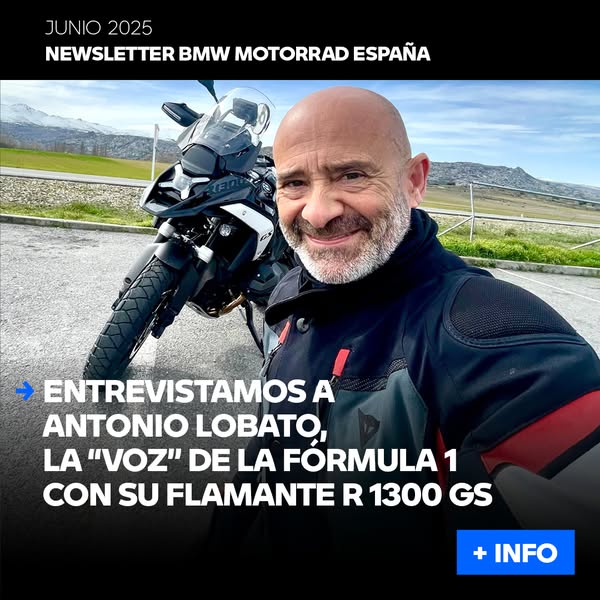 JUNIO 2025
NEWSLETTER BMW MOTORRAD ESPAÑA
ENTREVISTAMOS A
ANTONIO LOBATO,
LA “VOZ” DE LA FÓRMULA 1
CON SU FLAMANTE R 1300 GS
+ INFO